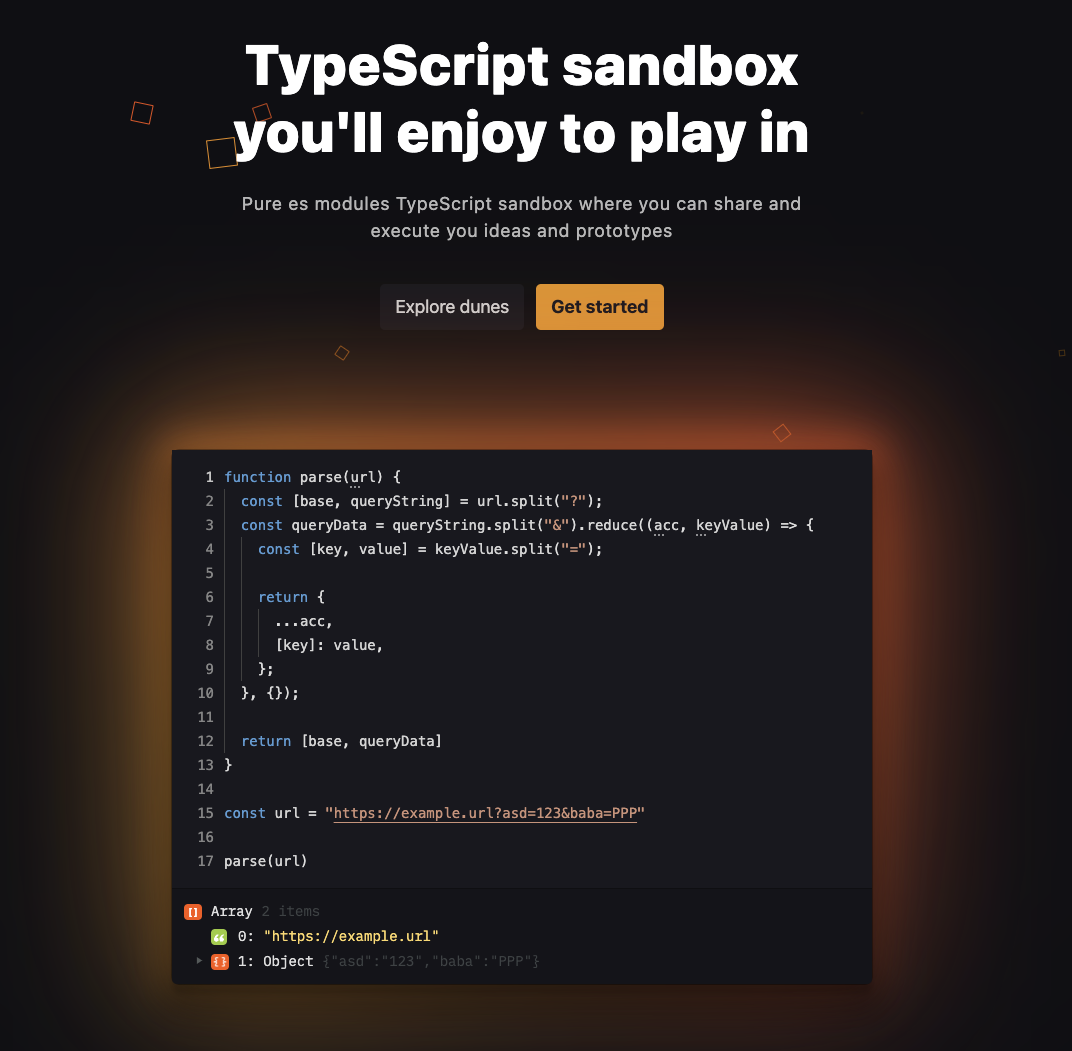 TypeScript sandbox
you'll enjoy to play in
Pure es modules TypeScript sandbox where you can share and
execute you ideas and prototypes
Explore dunes
Get started
1 function parse(url) {
2   const [base, queryString] = url.split("?");
3   const queryData = queryString.split("&").reduce((acc, keyValue) => {
4     const [key, value] = keyValue.split("=");
5
6     return {
7       ...acc,
8       [key]: value,
9     };
10   }, {});
11
12   return [base, queryData]
13 }
14
15 const url = "https://example.url?asd=123&baba=PPP"
16
17 parse(url)
[] Array 2 items
0: "https://example.url"
{} 1: Object {"asd":"123","baba":"PPP"}